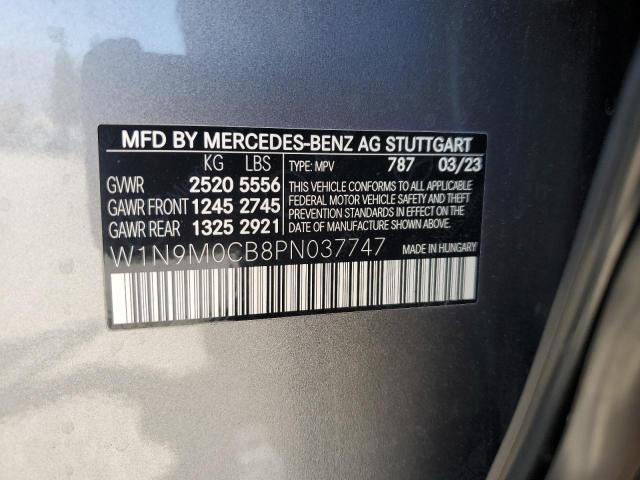 MFD BY MERCEDES-BENZ AG STUTTGART
KG LBS TYPE: MPV 787 03/23
GVWR 2520 5556
GAWR FRONT 1245 2745
GAWR REAR 1325 2921
THIS VEHICLE CONFORMS TO ALL APPLICABLE
FEDERAL MOTOR VEHICLE SAFETY AND THEFT
PREVENTION STANDARDS IN EFFECT ON THE
DATE OF MANUFACTURE SHOWN ABOVE.
W1N9M0CB8PN037747 MADE IN HUNGARY